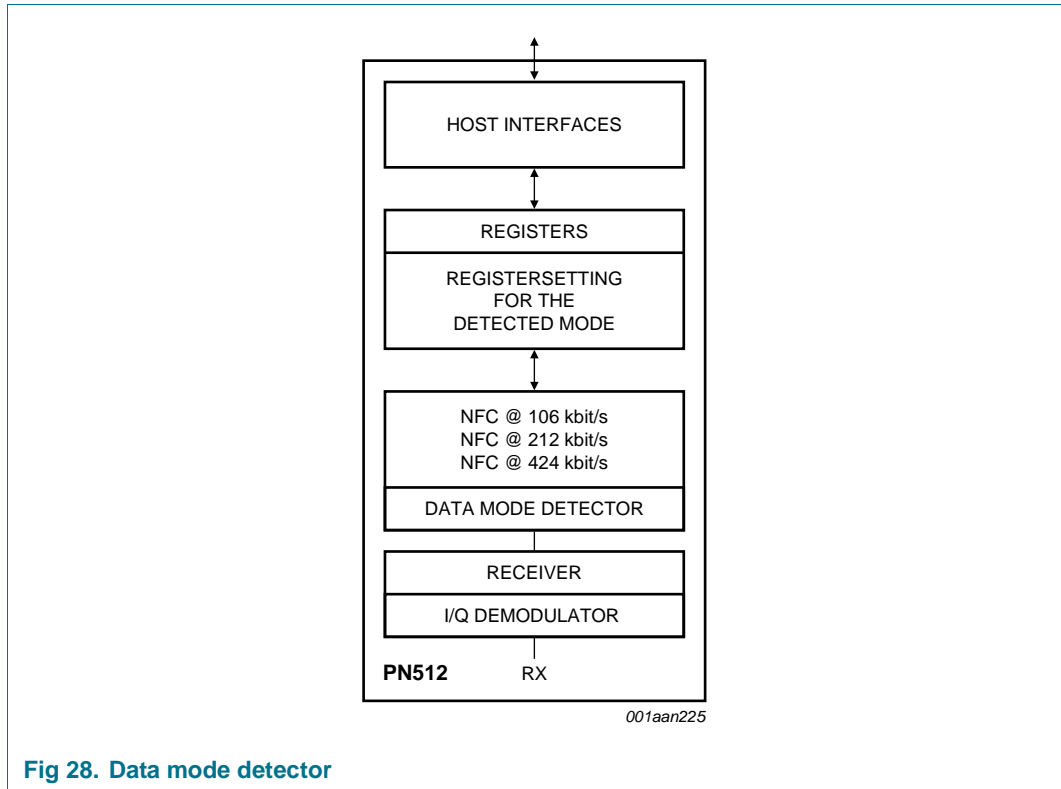 HOST INTERFACES
REGISTERS
REGISTERSETTING
FOR THE
DETECTED MODE
NFC @ 106 kbit/s
NFC @ 212 kbit/s
NFC @ 424 kbit/s
DATA MODE DETECTOR
RECEIVER
I/Q DEMODULATOR
PN512 RX
001aan225
Fig 28. Data mode detector